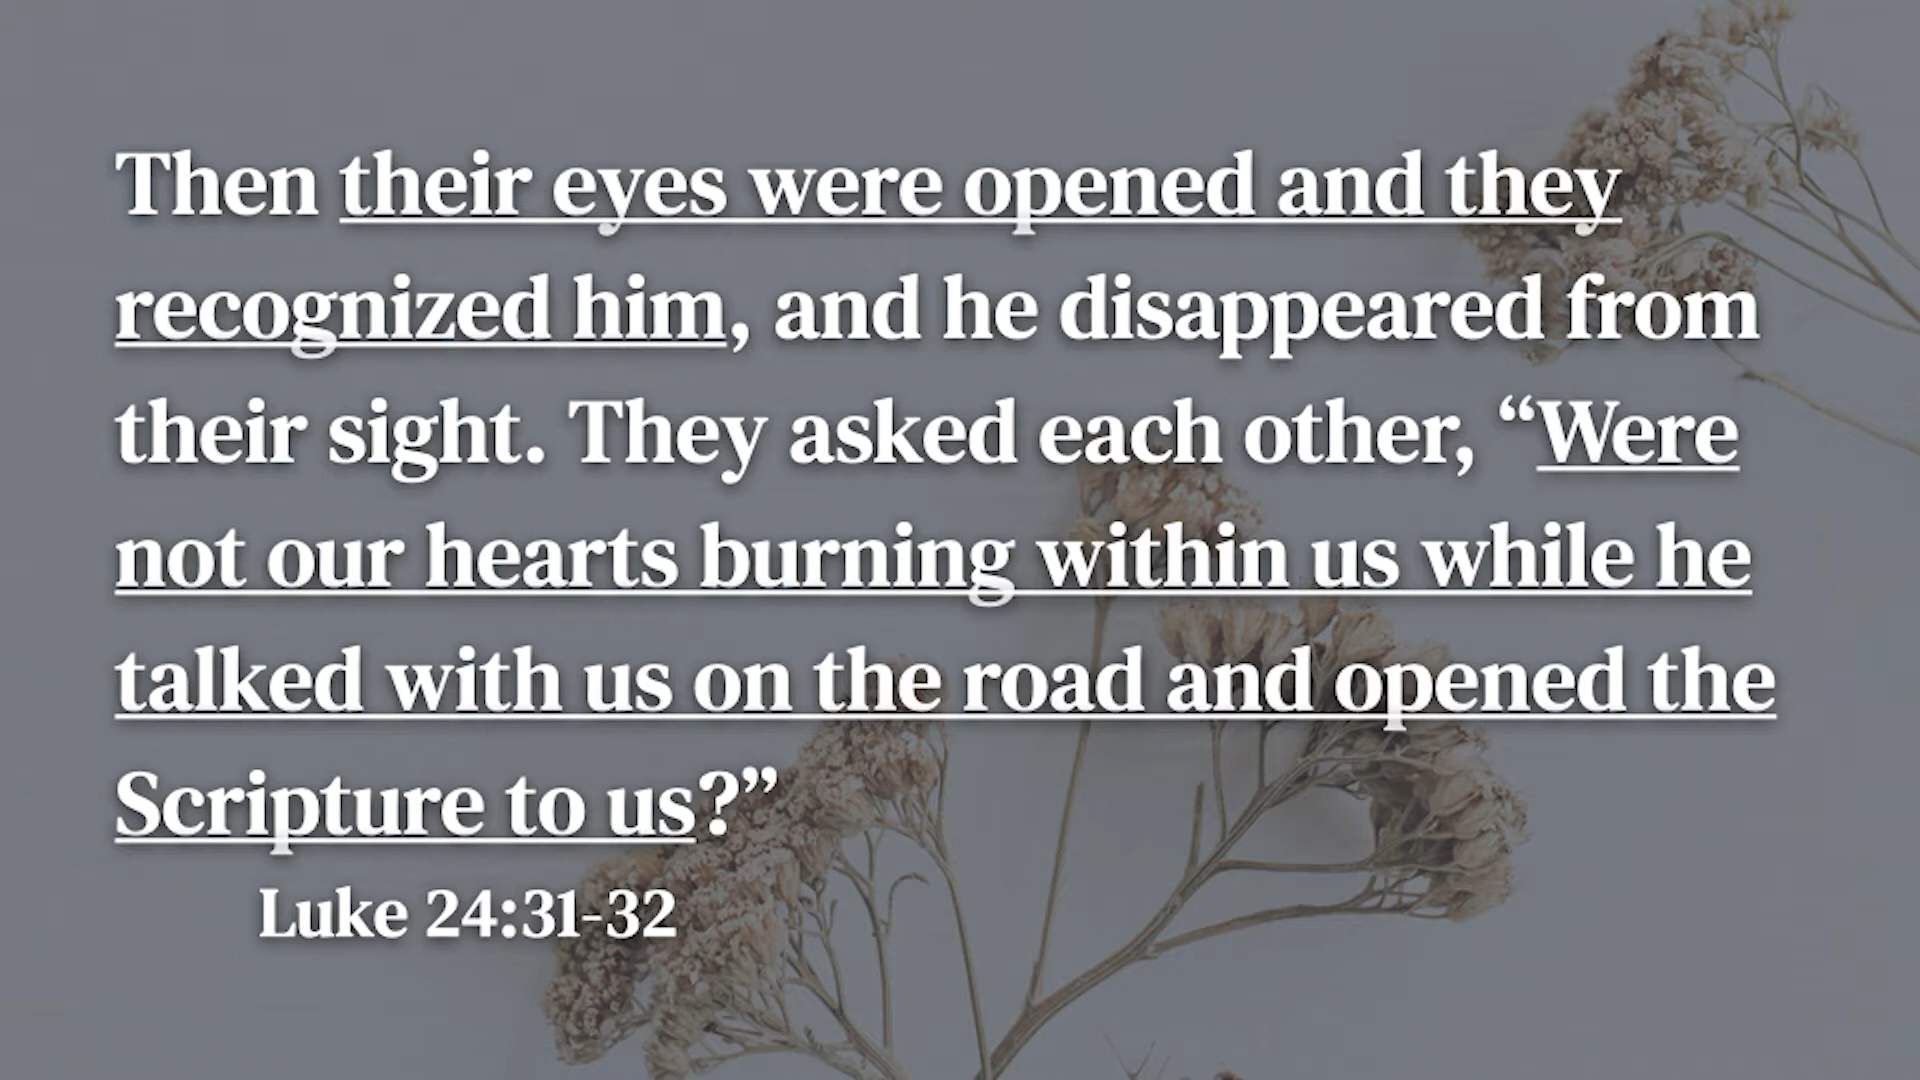 Then their eyes were opened and they
recognized him, and he disappeared from
their sight. They asked each other, “Were
not our hearts burning within us while he
talked with us on the road and opened the
Scripture to us?”
Luke 24:31-32